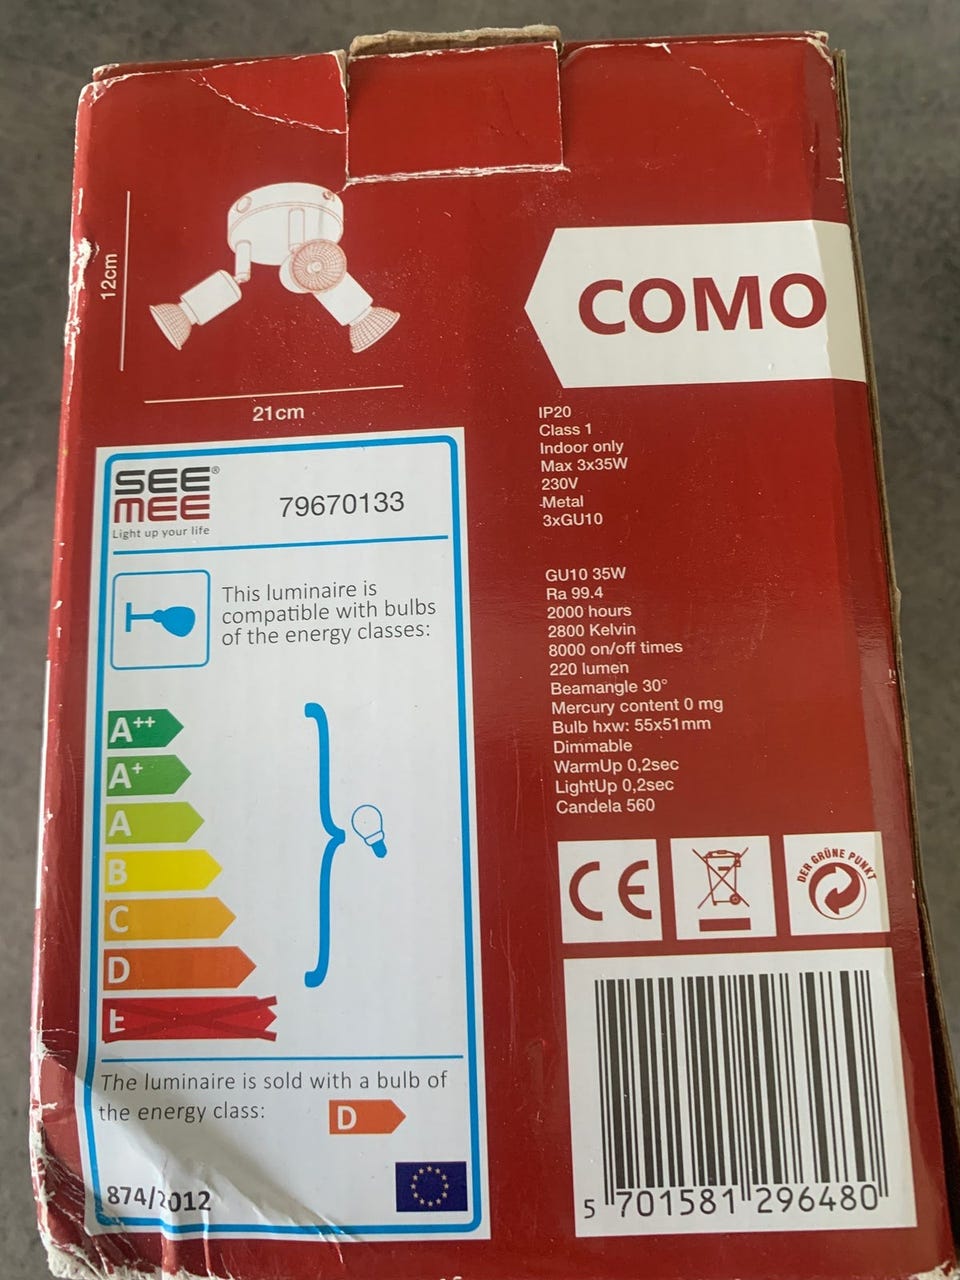 12cm
21cm
COMO
IP20
Class 1
Indoor only
Max 3x35W
230V
Metal
3xGU10
GU10 35W
Ra 99.4
2000 hours
2800 Kelvin
8000 on/off times
220 lumen
Beamangle 30°
Mercury content 0 mg
Bulb hxw: 55x51mm
Dimmable
WarmUp 0,2sec
LightUp 0,2sec
Candela 560
SEE®
MEE
Light up your life
79670133
This luminaire is
compatible with bulbs
of the energy classes:
A++
A+
A
B
C
D
E
The luminaire is sold with a bulb of
the energy class:
D
874/2012
CE
DER GRÜNE PUNKT
5 701581 296480